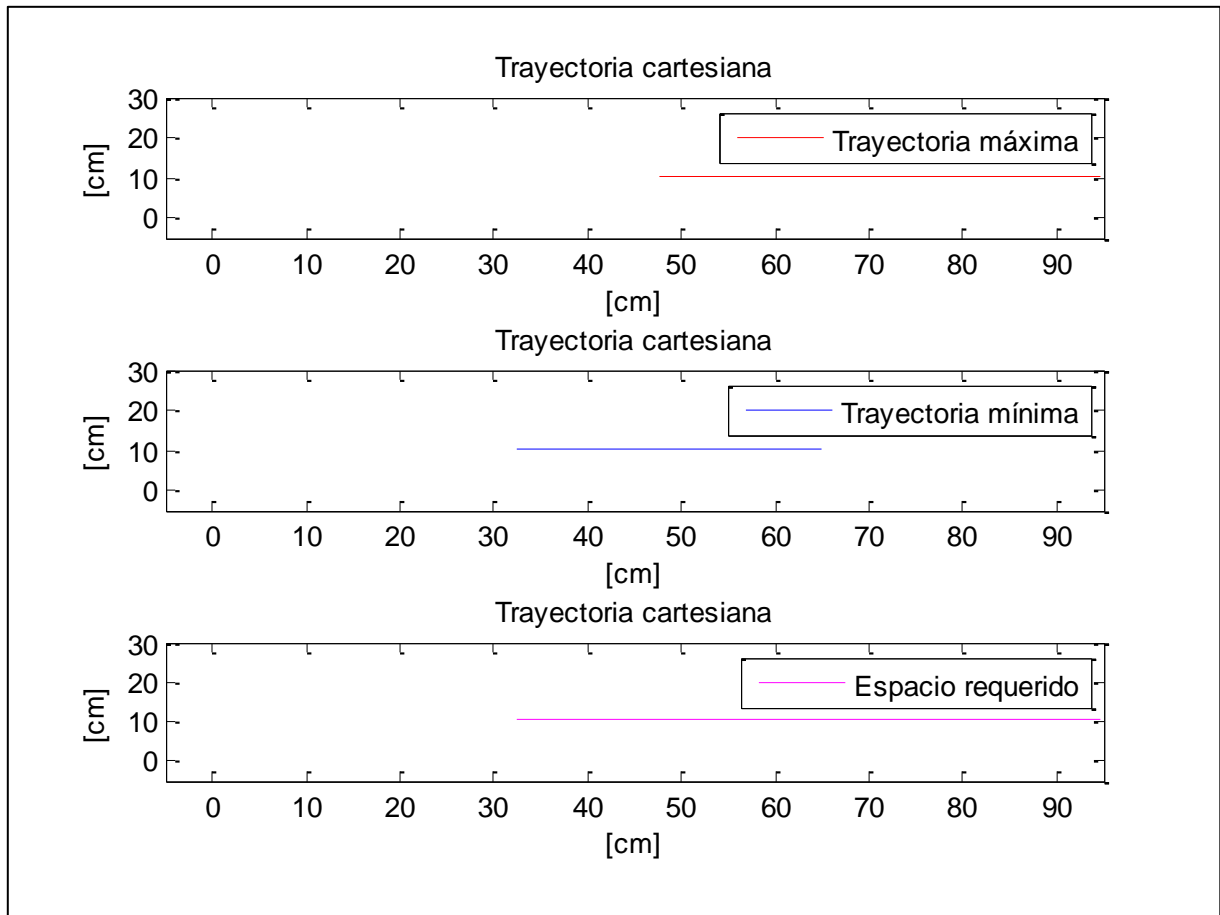 Trayectoria cartesiana
30
20
10
0
[cm]
Trayectoria máxima
0 10 20 30 40 50 60 70 80 90
[cm]
Trayectoria cartesiana
30
20
10
0
[cm]
Trayectoria mínima
0 10 20 30 40 50 60 70 80 90
[cm]
Trayectoria cartesiana
30
20
10
0
[cm]
Espacio requerido
0 10 20 30 40 50 60 70 80 90
[cm]